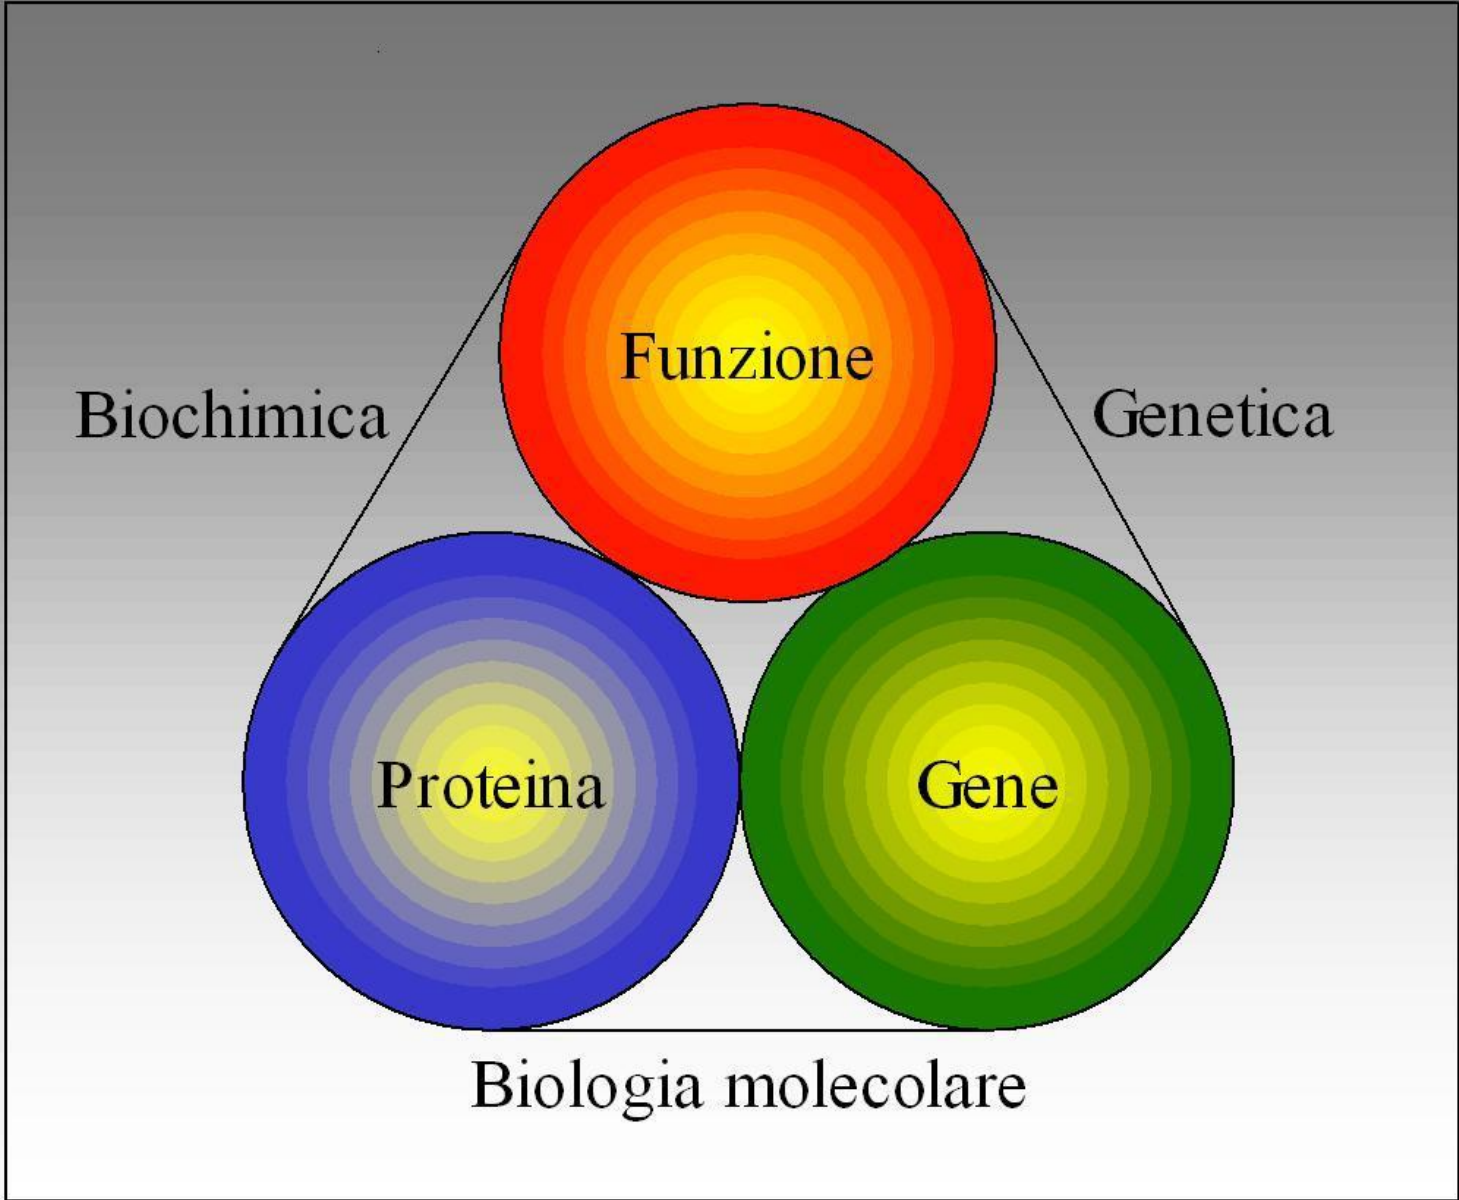 Funzione
Biochimica
Genetica
Proteina
Gene
Biologia molecolare